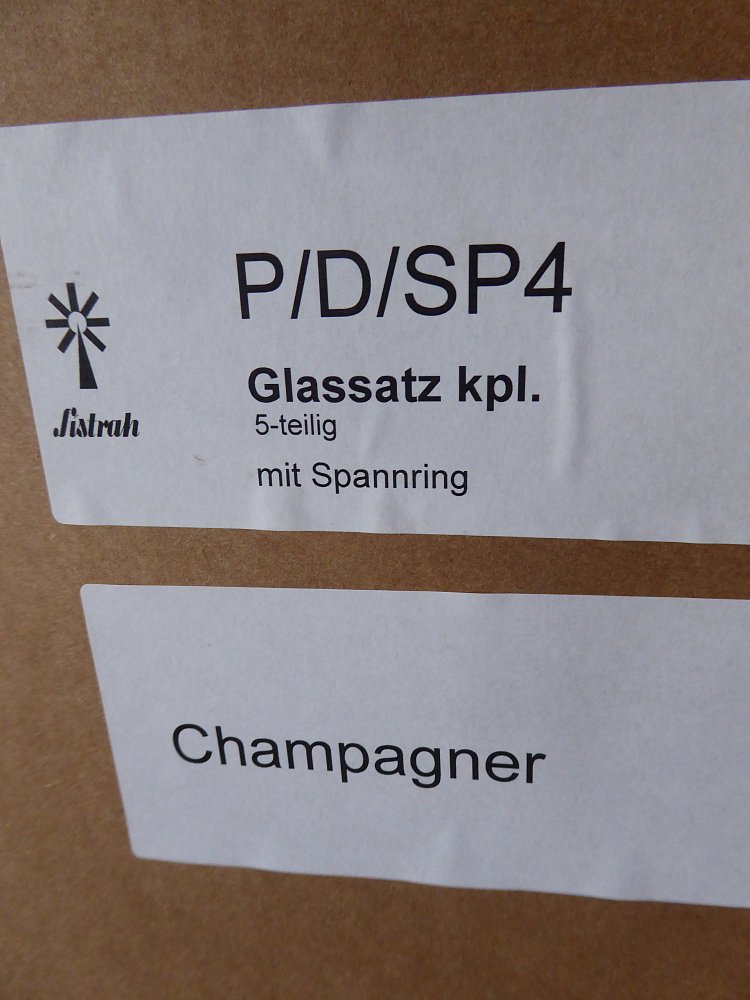 P/D/SP4
Sistrah
Glassatz kpl.
5-teilig
mit Spannring
Champagner